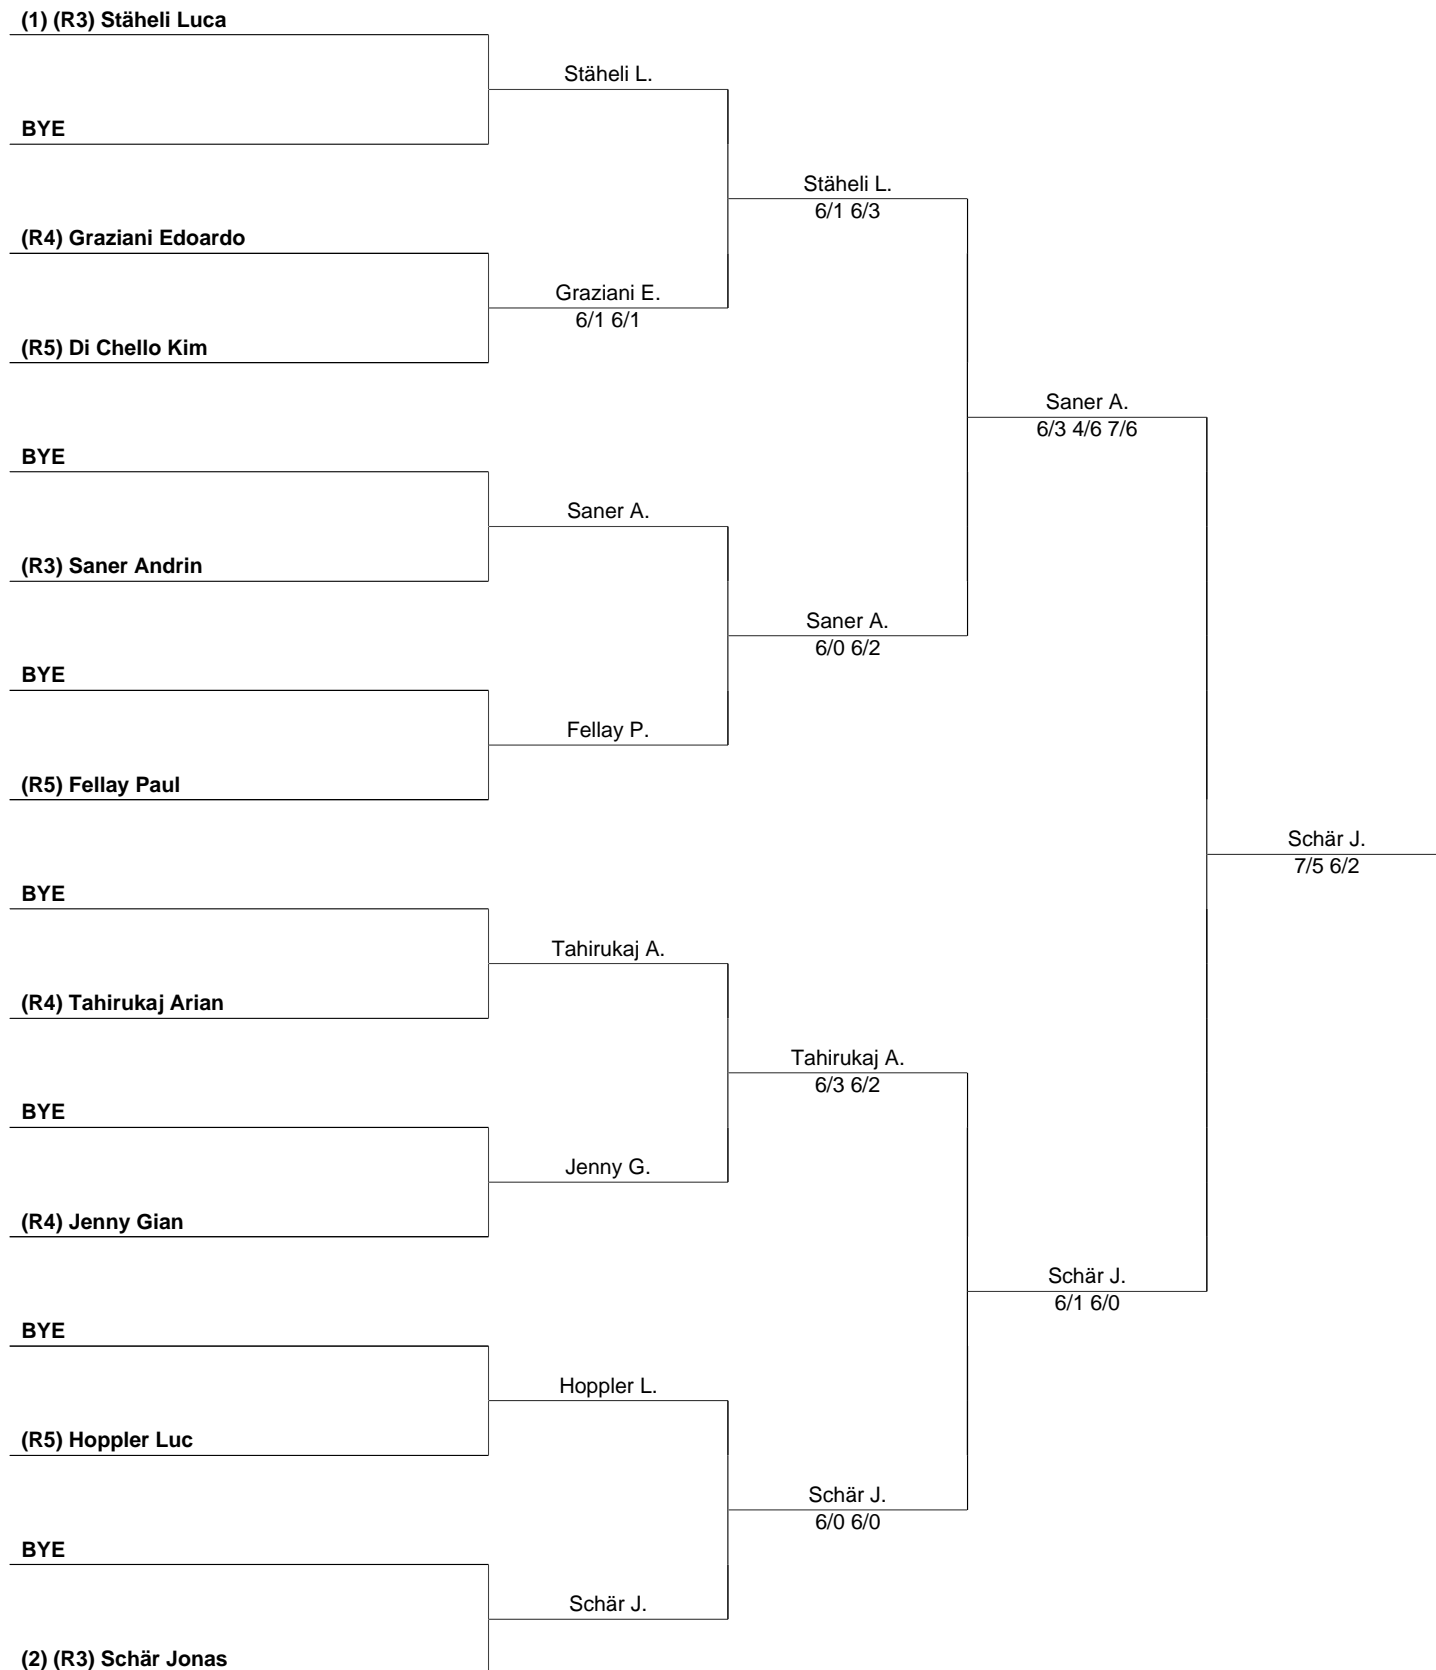 (1) (R3) Stäheli Luca
Stäheli L.
BYE
Stäheli L.
6/1 6/3
(R4) Graziani Edoardo
Graziani E.
6/1 6/1
(R5) Di Chello Kim
Saner A.
6/3 4/6 7/6
BYE
Saner A.
(R3) Saner Andrin
Saner A.
6/0 6/2
BYE
Fellay P.
(R5) Fellay Paul
Schär J.
7/5 6/2
BYE
Tahirukaj A.
(R4) Tahirukaj Arian
Tahirukaj A.
6/3 6/2
BYE
Jenny G.
(R4) Jenny Gian
Schär J.
6/1 6/0
BYE
Hoppler L.
(R5) Hoppler Luc
Schär J.
6/0 6/0
BYE
Schär J.
(2) (R3) Schär Jonas